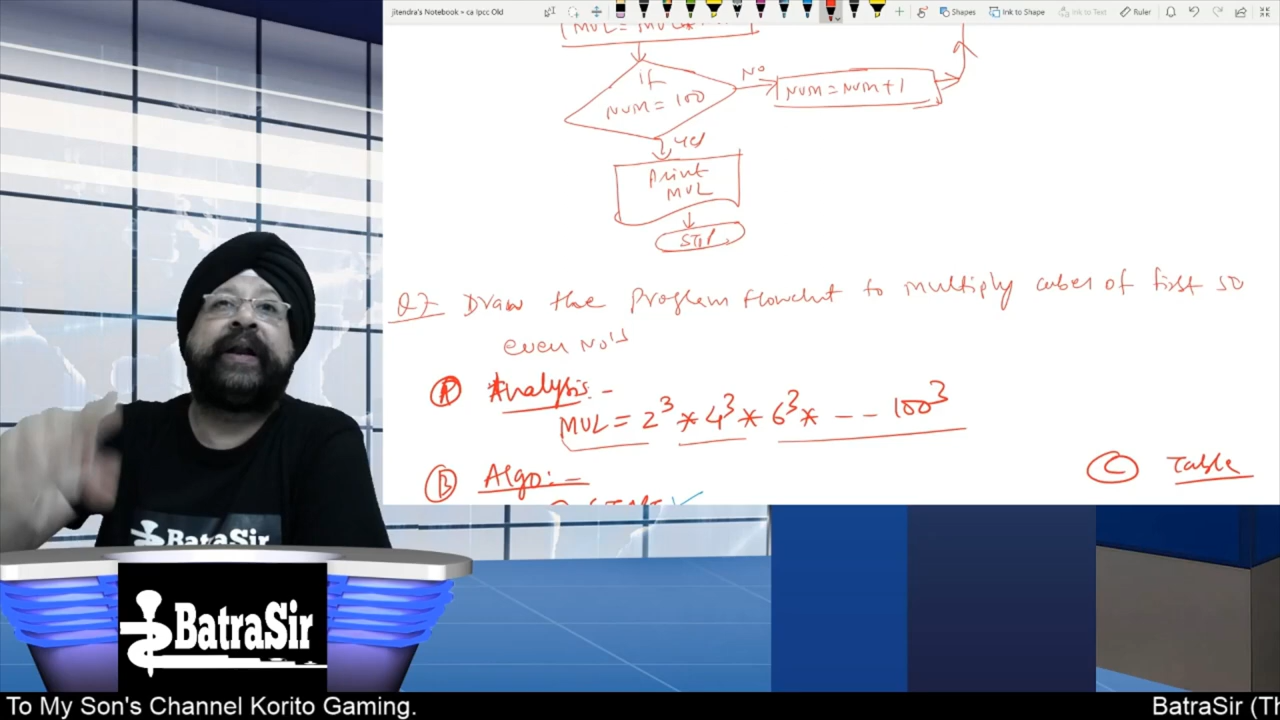 jitendra's Notebook » ca Ipcc Old
Shapes
Ink to Shape
Ink to Text
Ruler
If
NUM = 100
NO
NUM = NUM + 1
yes
Print
MUL
STOP
Q7 Draw the Program flowchart to multiply cubes of first 50
even No's
(A) Analysis -
MUL = 2³ * 4³ * 6³ * - - 100³
(B) Algo: -
START
(C) Table
BatraSir
BatraSir
To My Son's Channel Korito Gaming.
BatraSir (Th